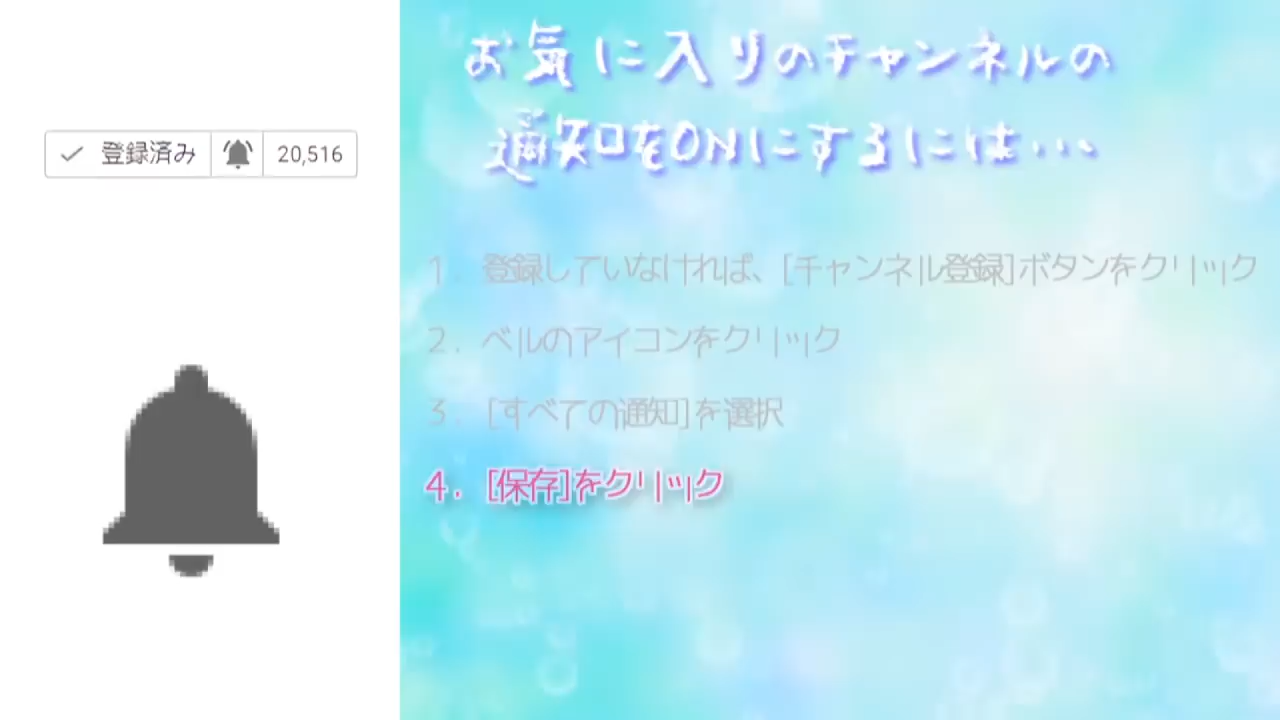 お気に入りのチャンネルの
通知をONにするには…
登録済み 20,516
1. 登録していなければ、[チャンネル登録]ボタンをクリック
2. ベルのアイコンをクリック
3. [すべての通知]を選択
4. [保存]をクリック